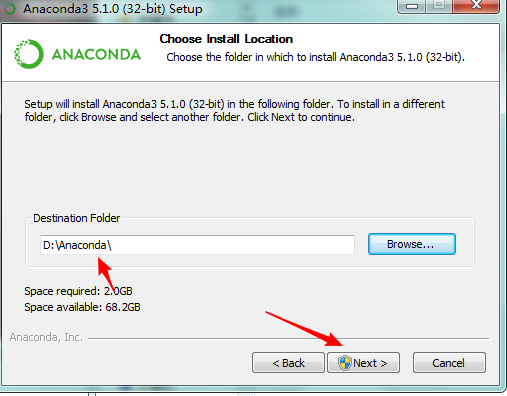 Anaconda3 5.1.0 (32-bit) Setup
ANACONDA
Choose Install Location
Choose the folder in which to install Anaconda3 5.1.0 (32-bit).
Setup will install Anaconda3 5.1.0 (32-bit) in the following folder. To install in a different
folder, click Browse and select another folder. Click Next to continue.
Destination Folder
D:\Anaconda\
Browse...
Space required: 2.0GB
Space available: 68.2GB
Anaconda, Inc.
< Back
Next >
Cancel